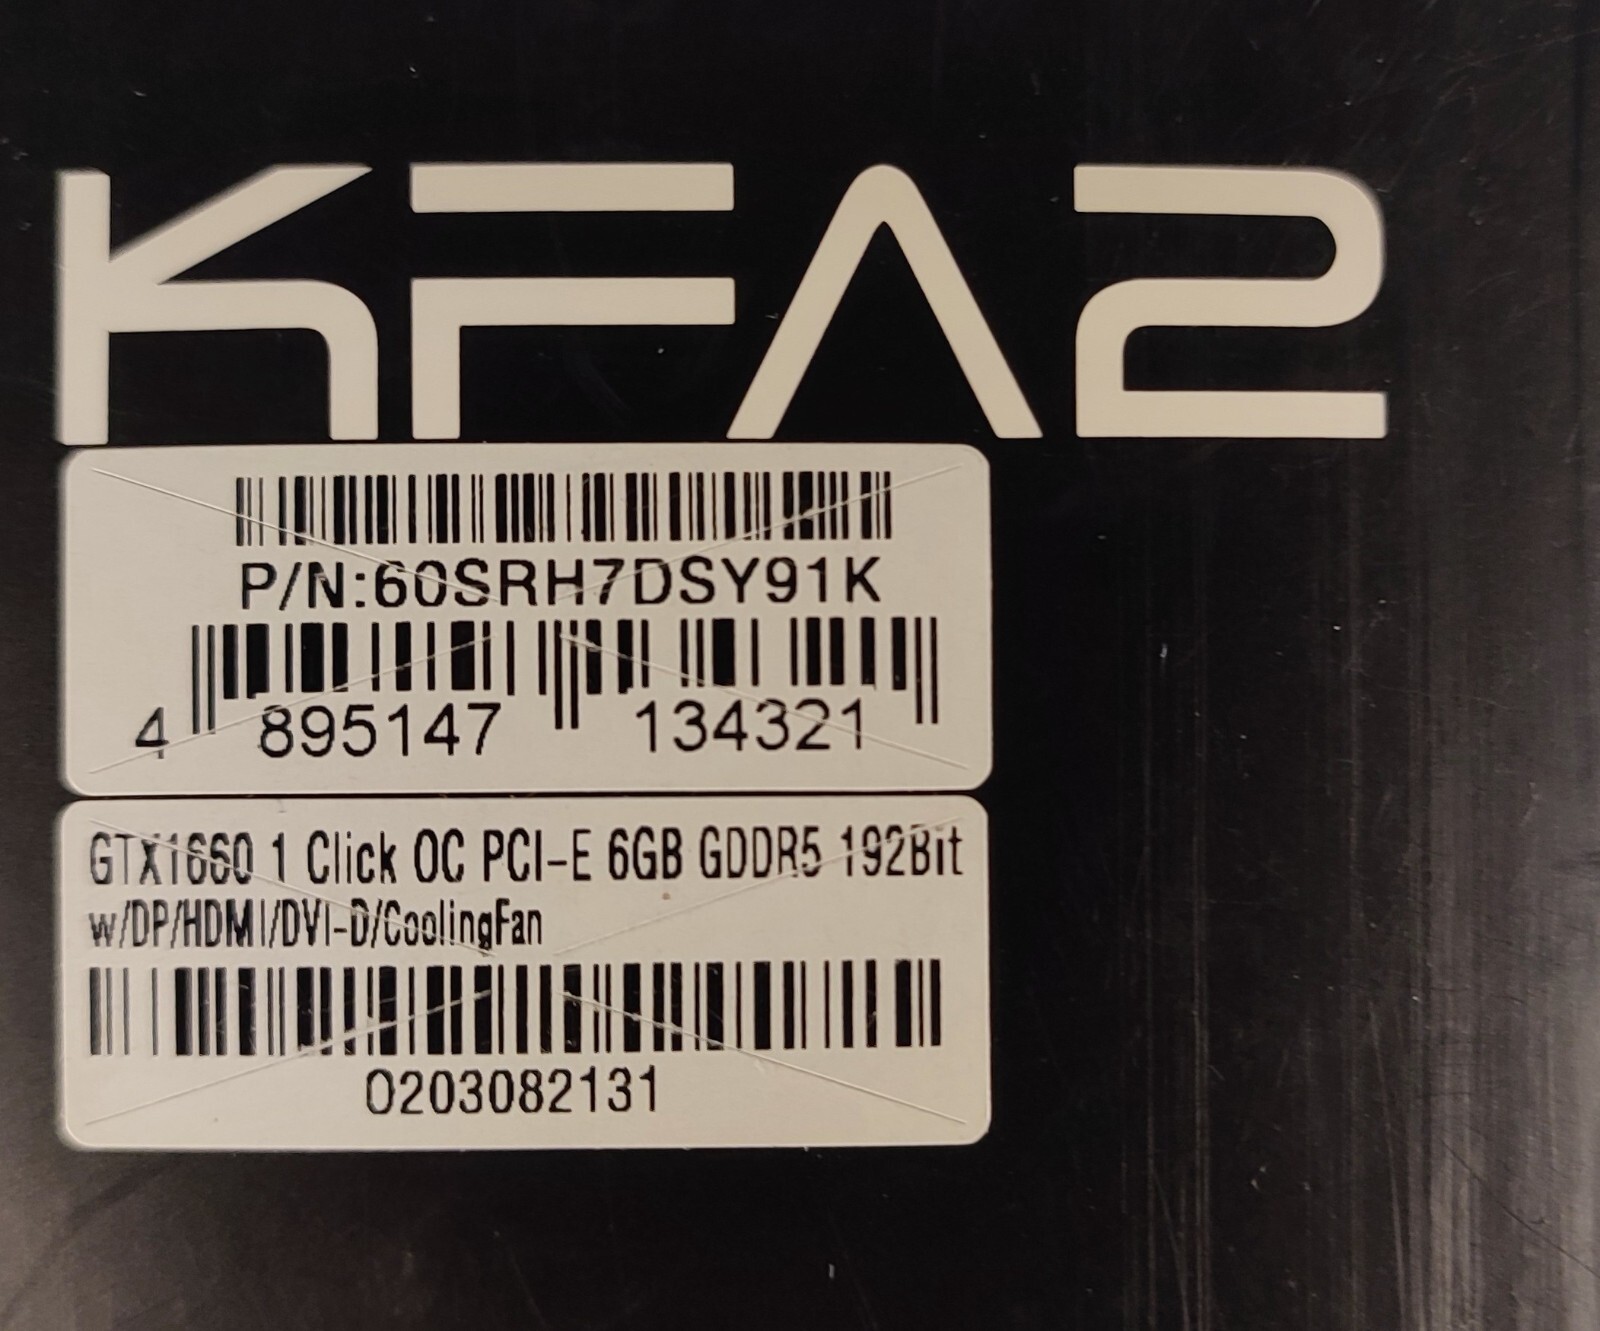 KFA2
P/N:60SRH7DSY91K
4 895147 134321
GTX1660 1 Click OC PCI-E 6GB GDDR5 192Bit
w/DP/HDMI/DVI-D/CoolingFan
0203082131